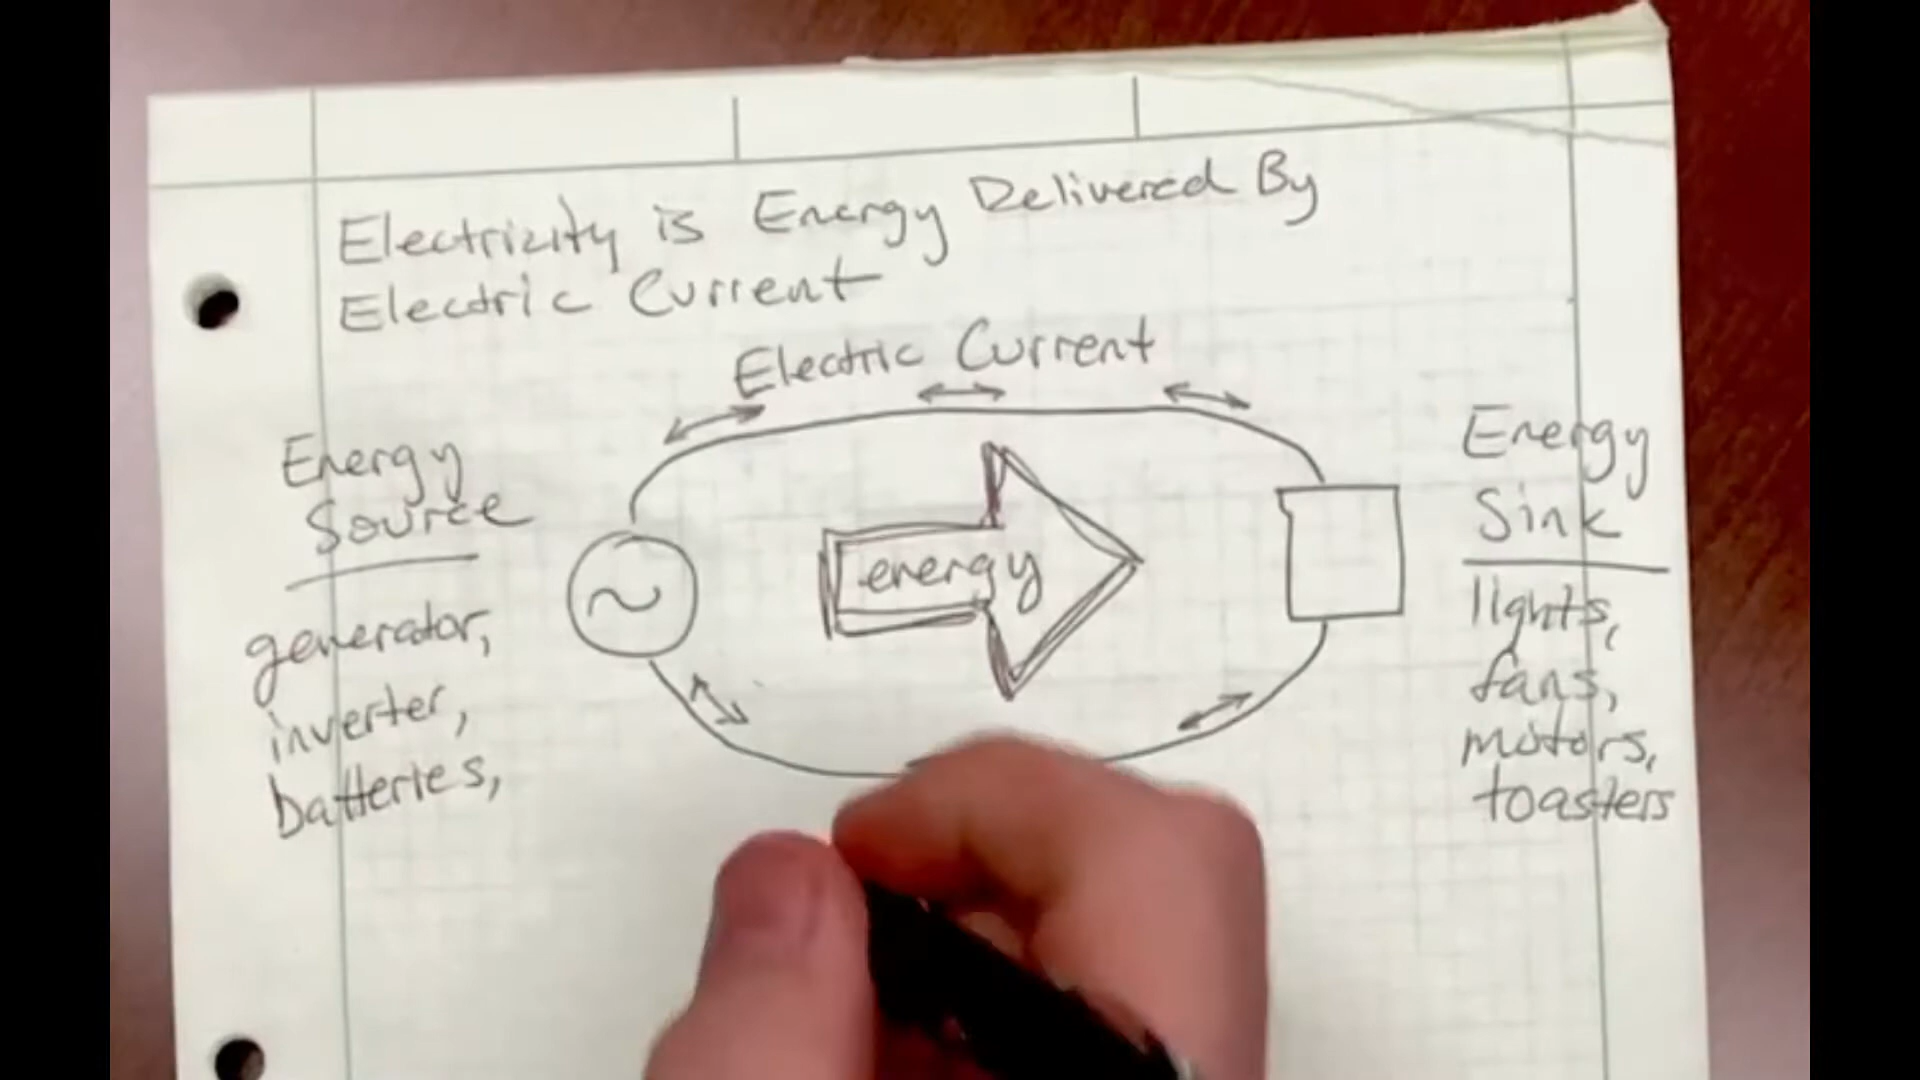 Electricity is Energy Delivered By
Electric Current
Electric Current
Energy
Source
generator,
inverter,
batteries,
~
energy
Energy
Sink
lights,
fans,
motors,
toasters